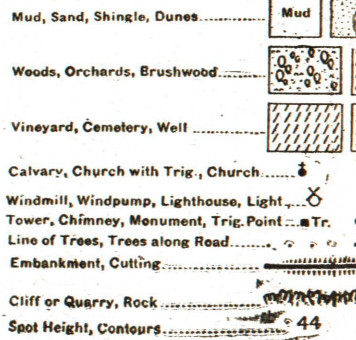 Mud, Sand, Shingle, Dunes Mud
Woods, Orchards, Brushwood
Vineyard, Cemetery, Well
Calvary, Church with Trig., Church
Windmill, Windpump, Lighthouse, Light
Tower, Chimney, Monument, Trig. Point Tr.
Line of Trees, Trees along Road
Embankment, Cutting
Cliff or Quarry, Rock
Spot Height, Contours 44